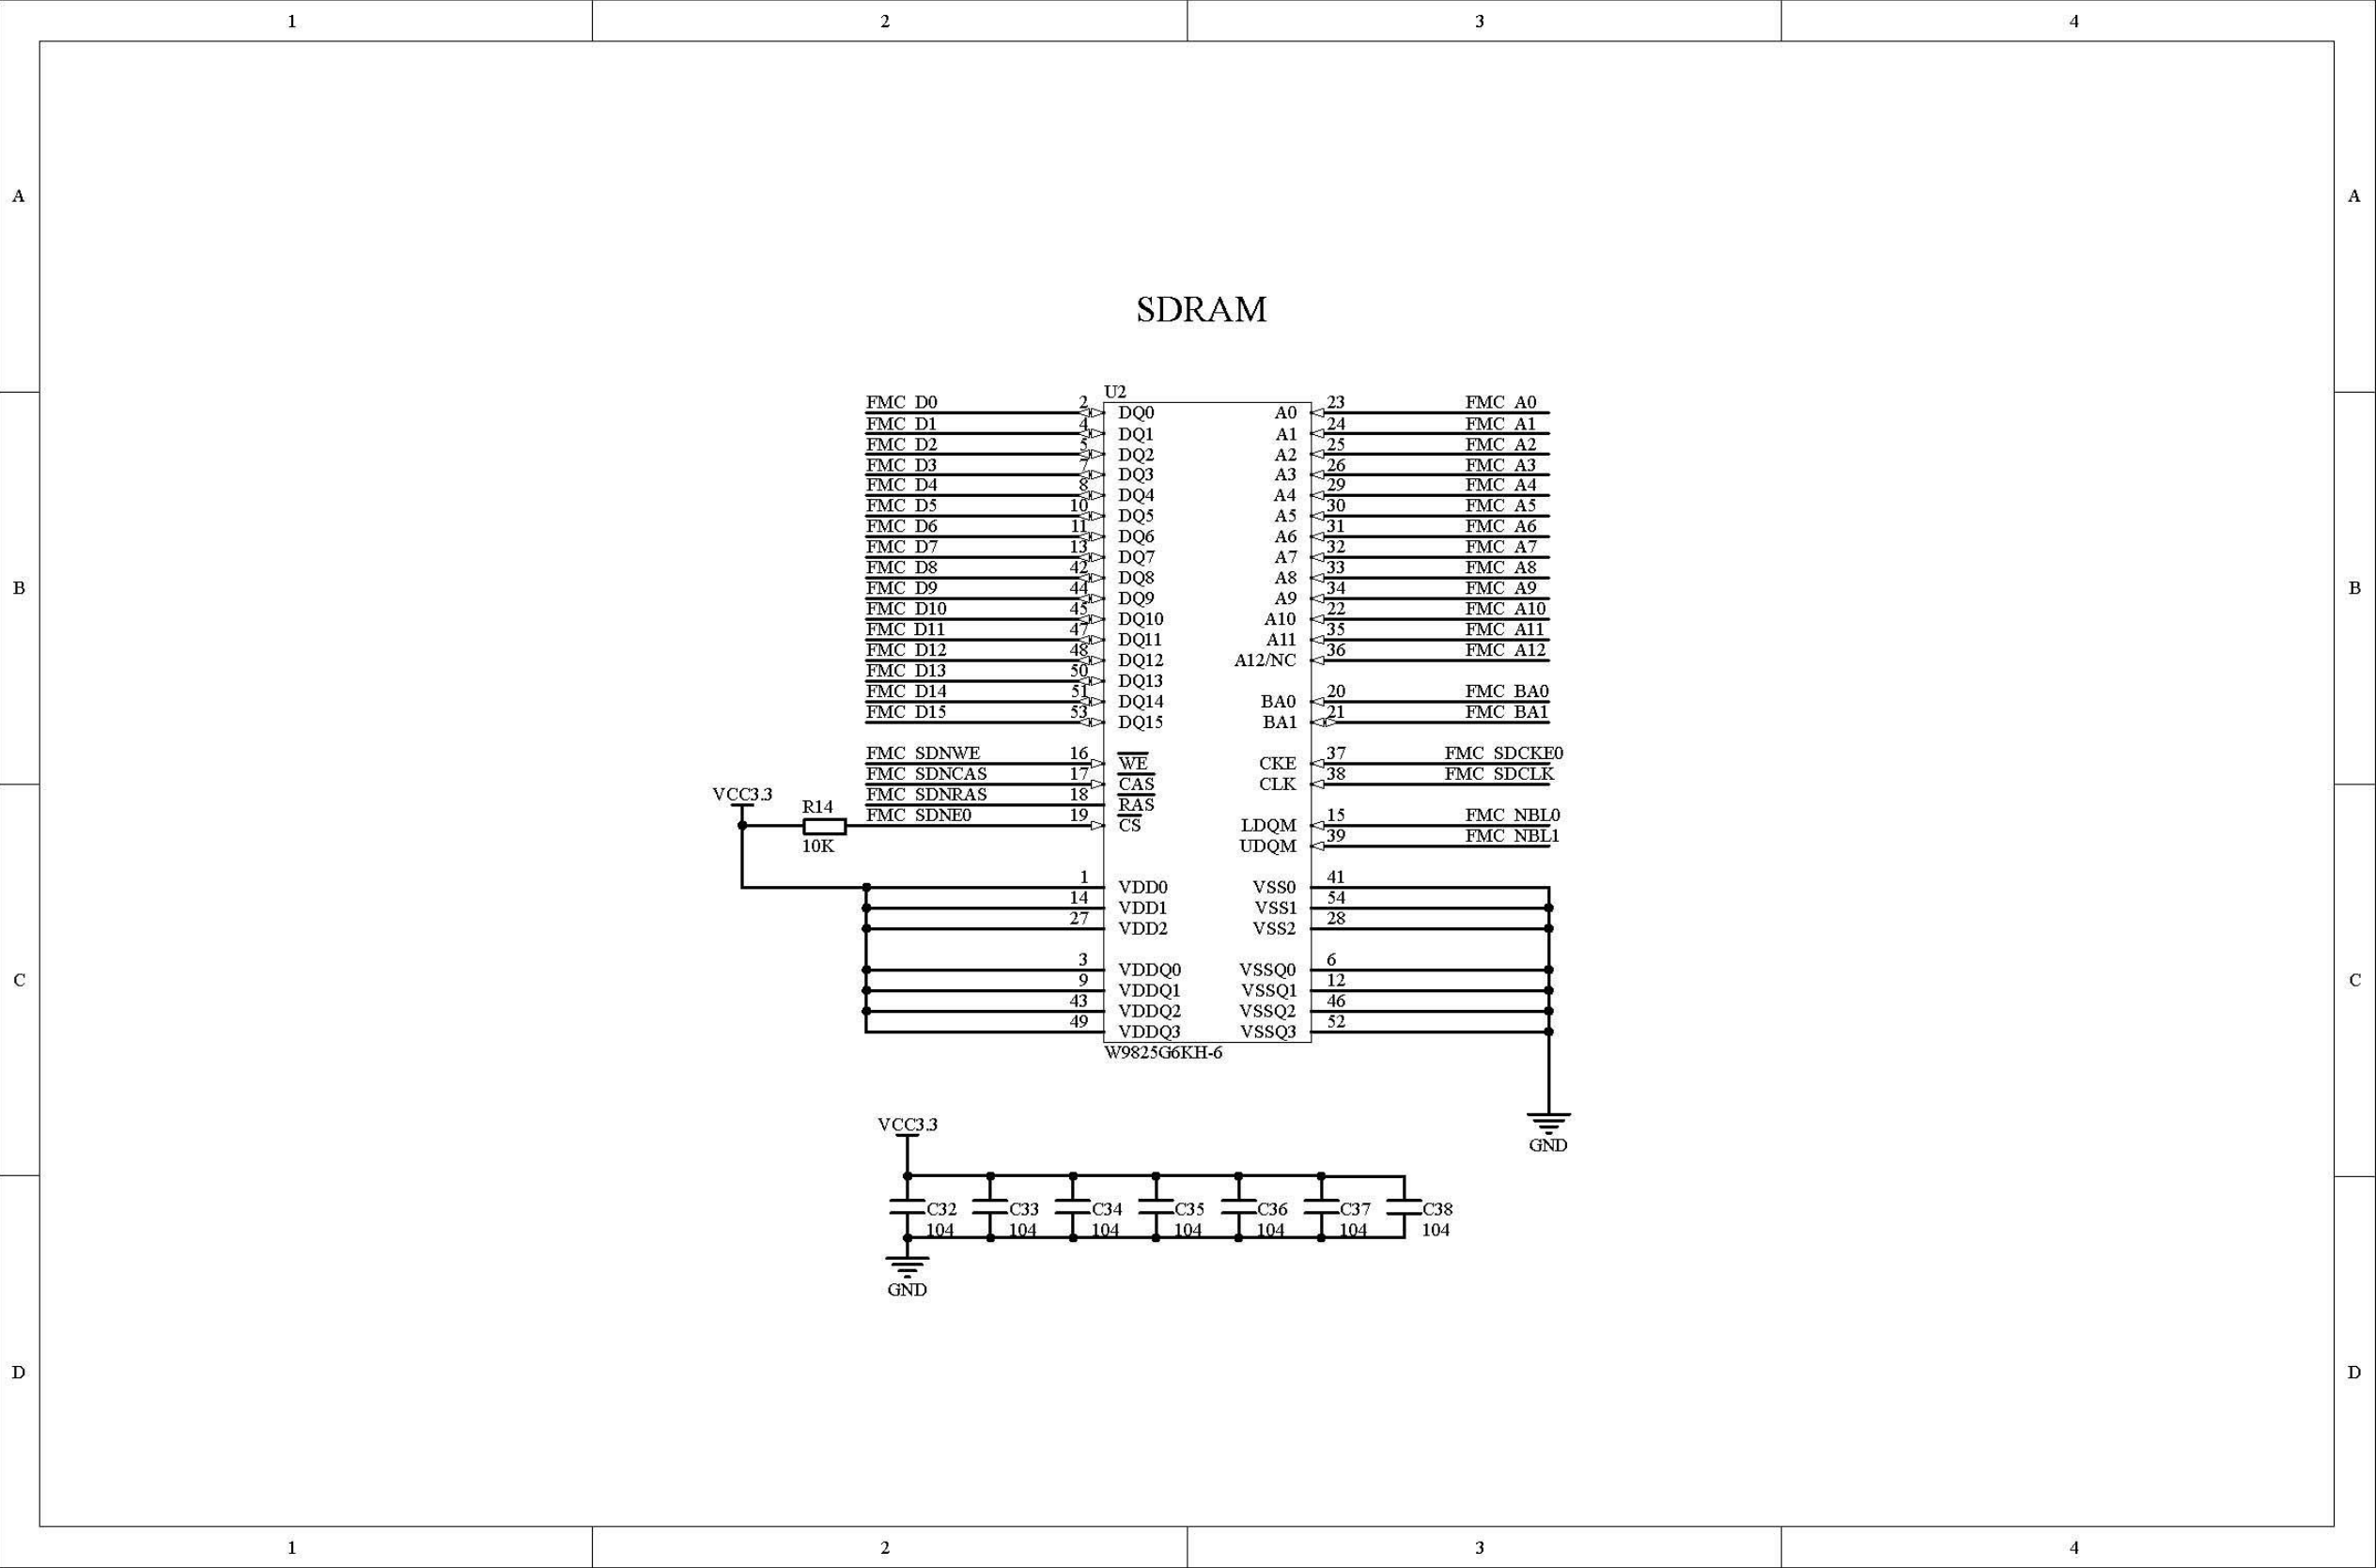 1 2 3 4
A A
SDRAM
U2
FMC_D0 2 DQ0 A0 23 FMC_A0
FMC_D1 4 DQ1 A1 24 FMC_A1
FMC_D2 5 DQ2 A2 25 FMC_A2
FMC_D3 7 DQ3 A3 26 FMC_A3
FMC_D4 8 DQ4 A4 29 FMC_A4
FMC_D5 10 DQ5 A5 30 FMC_A5
FMC_D6 11 DQ6 A6 31 FMC_A6
FMC_D7 13 DQ7 A7 32 FMC_A7
FMC_D8 42 DQ8 A8 33 FMC_A8
B B
FMC_D9 44 DQ9 A9 34 FMC_A9
FMC_D10 45 DQ10 A10 22 FMC_A10
FMC_D11 47 DQ11 A11 35 FMC_A11
FMC_D12 48 DQ12 A12/NC 36 FMC_A12
FMC_D13 50 DQ13
FMC_D14 51 DQ14 BA0 20 FMC_BA0
FMC_D15 53 DQ15 BA1 21 FMC_BA1
FMC_SDNWE 16 WE CKE 37 FMC_SDCKE0
FMC_SDNCAS 17 CAS CLK 38 FMC_SDCLK
VCC3.3 FMC_SDNRAS 18 RAS
R14 FMC_SDNE0 19 CS LDQM 15 FMC_NBL0
10K UDQM 39 FMC_NBL1
1 VDD0 VSS0 41
14 VDD1 VSS1 54
27 VDD2 VSS2 28
3 VDDQ0 VSSQ0 6
C C
9 VDDQ1 VSSQ1 12
43 VDDQ2 VSSQ2 46
49 VDDQ3 VSSQ3 52
W9825G6KH-6
VCC3.3
GND
C32 C33 C34 C35 C36 C37 C38
104 104 104 104 104 104 104
GND
D D
1 2 3 4